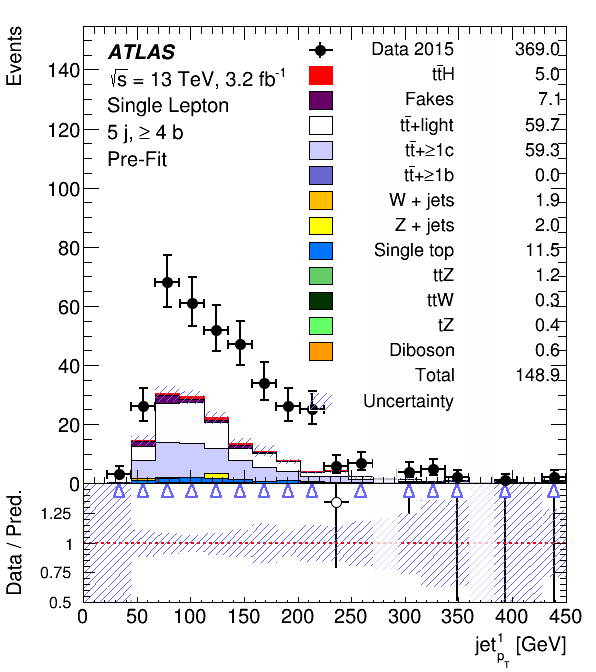 Events
ATLAS
√s = 13 TeV, 3.2 fb⁻¹
Single Lepton
5 j, ≥ 4 b
Pre-Fit
Data 2015 369.0
tt̄H 5.0
Fakes 7.1
tt̄+light 59.7
tt̄+≥1c 59.3
tt̄+≥1b 0.0
W + jets 1.9
Z + jets 2.0
Single top 11.5
ttZ 1.2
ttW 0.3
tZ 0.4
Diboson 0.6
Total 148.9
Uncertainty
140
120
100
80
60
40
20
0
Data / Pred.
1.25
1
0.75
0.5
0 50 100 150 200 250 300 350 400 450
jet¹ p_T [GeV]